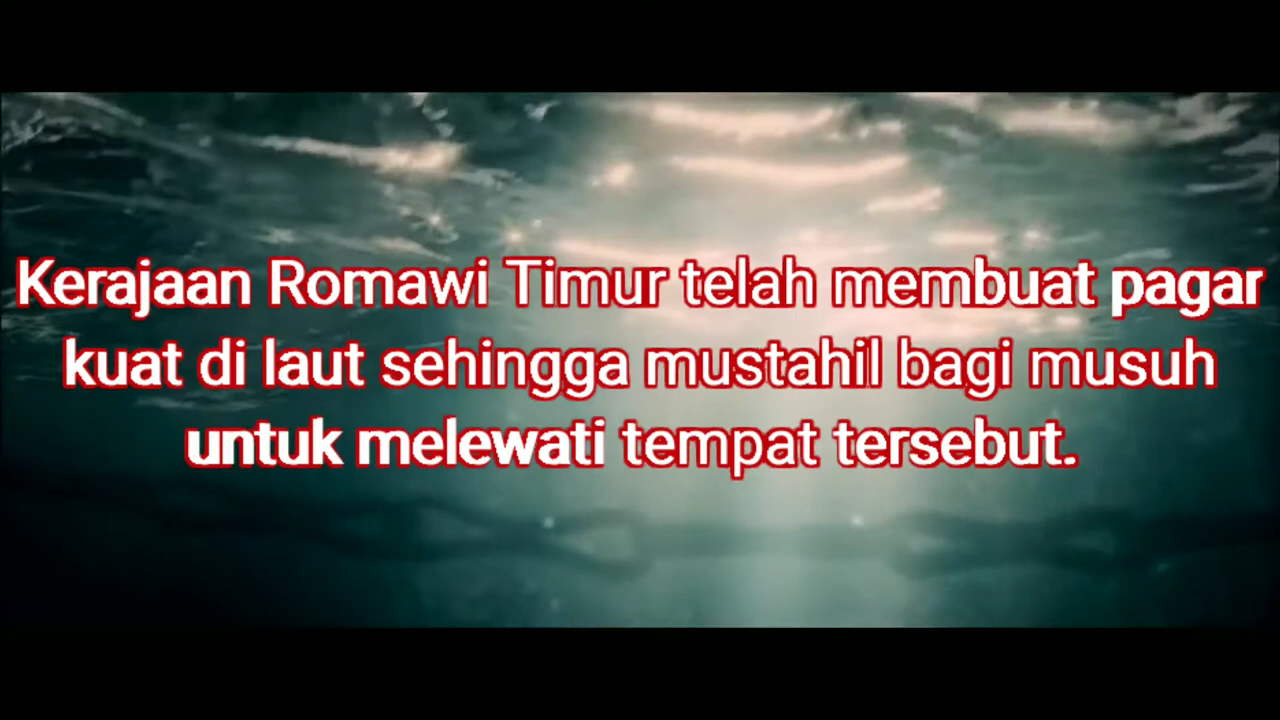 Kerajaan Romawi Timur telah membuat pagar
kuat di laut sehingga mustahil bagi musuh
untuk melewati tempat tersebut.